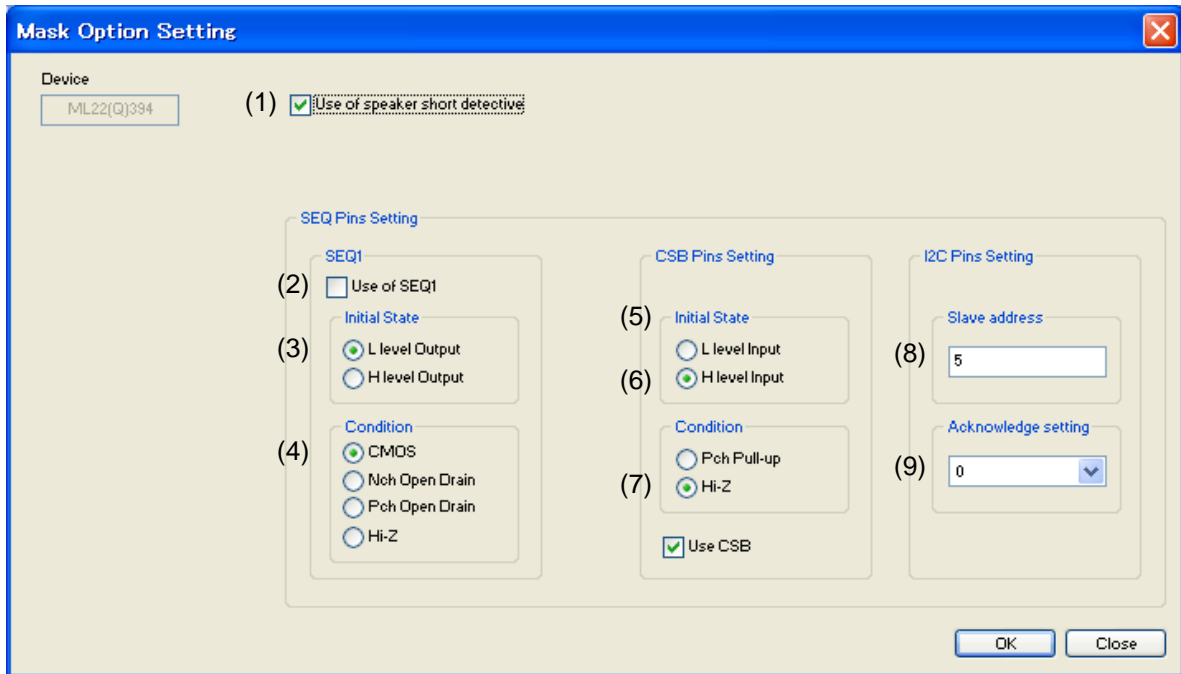 Mask Option Setting
Device
ML22(Q)394
(1) Use of speaker short detective
SEQ Pins Setting
SEQ1
(2) Use of SEQ1
Initial State
(3) L level Output
H level Output
Condition
(4) CMOS
Nch Open Drain
Pch Open Drain
Hi-Z
CSB Pins Setting
(5) Initial State
L level Input
(6) H level Input
Condition
Pch Pull-up
(7) Hi-Z
Use CSB
I2C Pins Setting
Slave address
(8) 5
Acknowledge setting
(9) 0
OK
Close